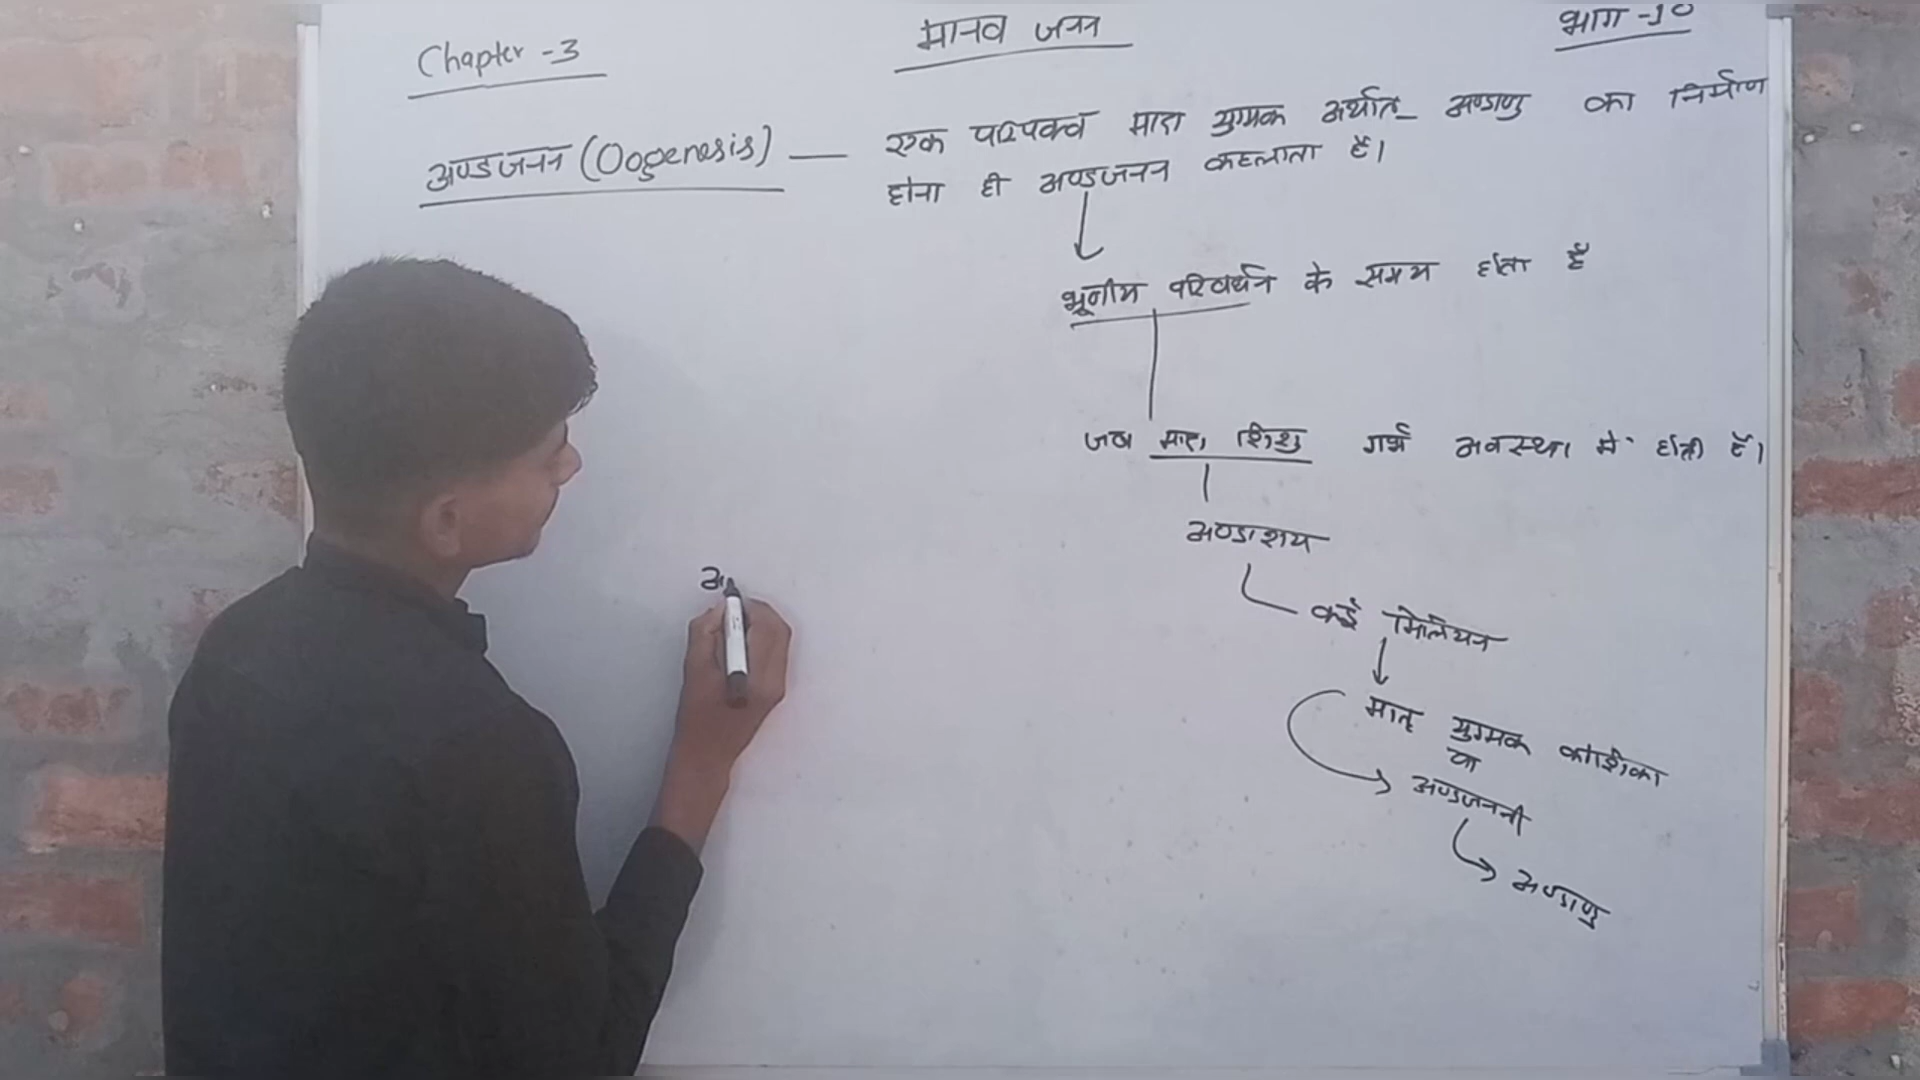 Chapter -3
मानव जनन
भाग -10
अण्डजनन (Oogenesis) — एक परिपक्व मादा युग्मक अर्थात अण्डाणु का निर्माण
होना ही अण्डजनन कहलाता है।
भ्रूनीय परिवर्धन के समय होता है
जब मादा शिशु गर्भ अवस्था में होती है।
अण्डाशय
कई मिलियन
मातृ युग्मक कोशिका
या
अण्डजननी
अण्डाणु